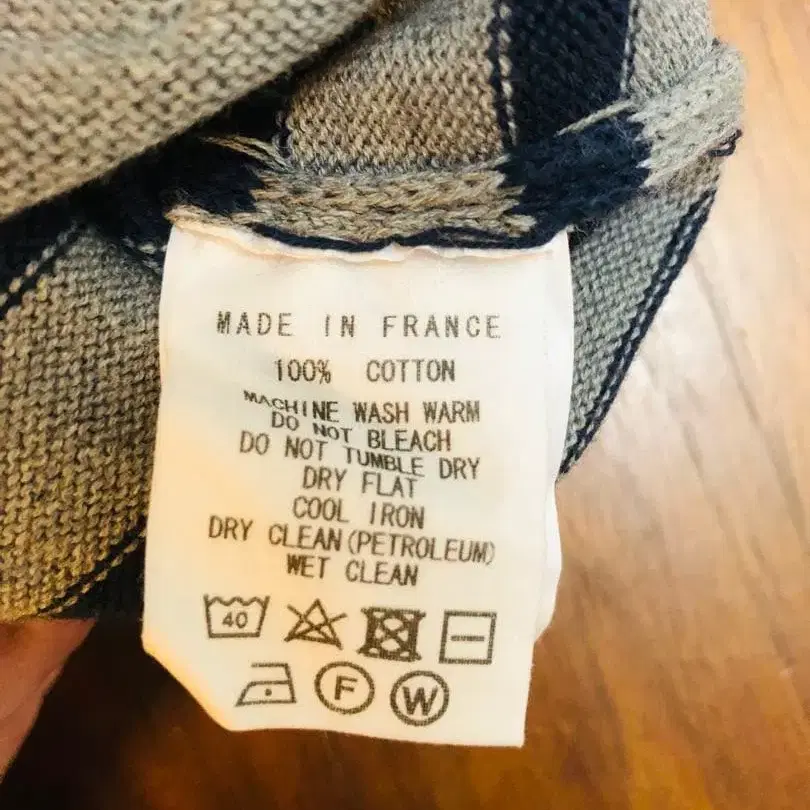 MADE IN FRANCE
100% COTTON
MACHINE WASH WARM
DO NOT BLEACH
DO NOT TUMBLE DRY
DRY FLAT
COOL IRON
DRY CLEAN(PETROLEUM)
WET CLEAN
40
F W